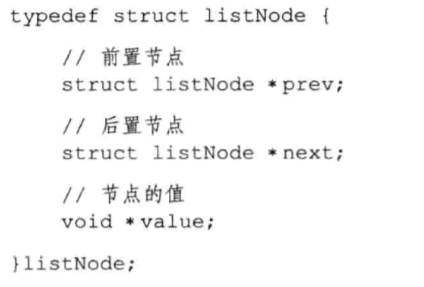 typedef struct listNode {
// 前置节点
struct listNode *prev;
// 后置节点
struct listNode *next;
// 节点的值
void *value;
}listNode;